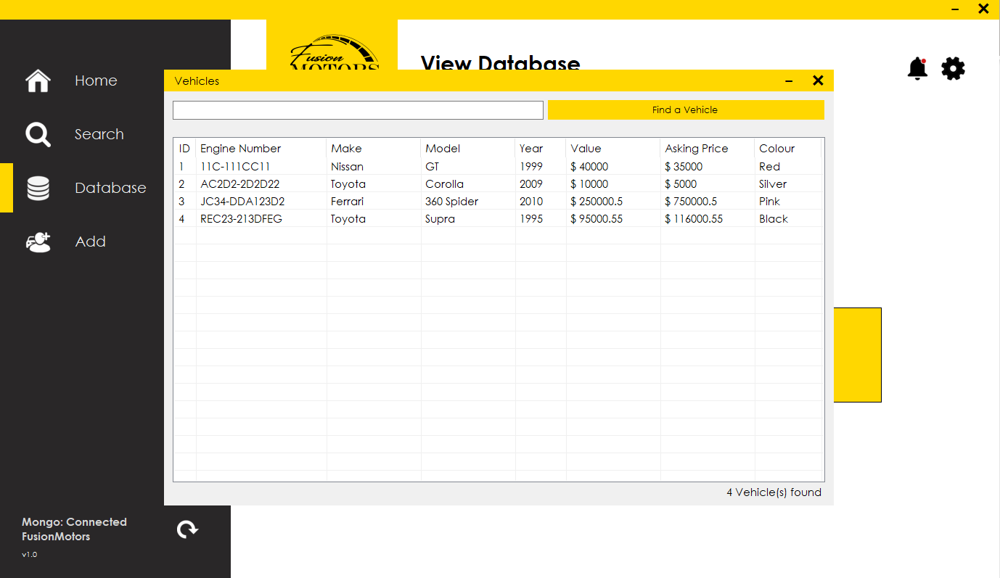 Fusion
MOTORS
View Database
Home
Search
Database
Add
Vehicles
Find a Vehicle
ID Engine Number Make Model Year Value Asking Price Colour
1 11C-111CC11 Nissan GT 1999 $ 40000 $ 35000 Red
2 AC2D2-2D2D22 Toyota Corolla 2009 $ 10000 $ 5000 Silver
3 JC34-DDA123D2 Ferrari 360 Spider 2010 $ 250000.5 $ 750000.5 Pink
4 REC23-213DFEG Toyota Supra 1995 $ 95000.55 $ 116000.55 Black
4 Vehicle(s) found
Mongo: Connected
FusionMotors
v1.0